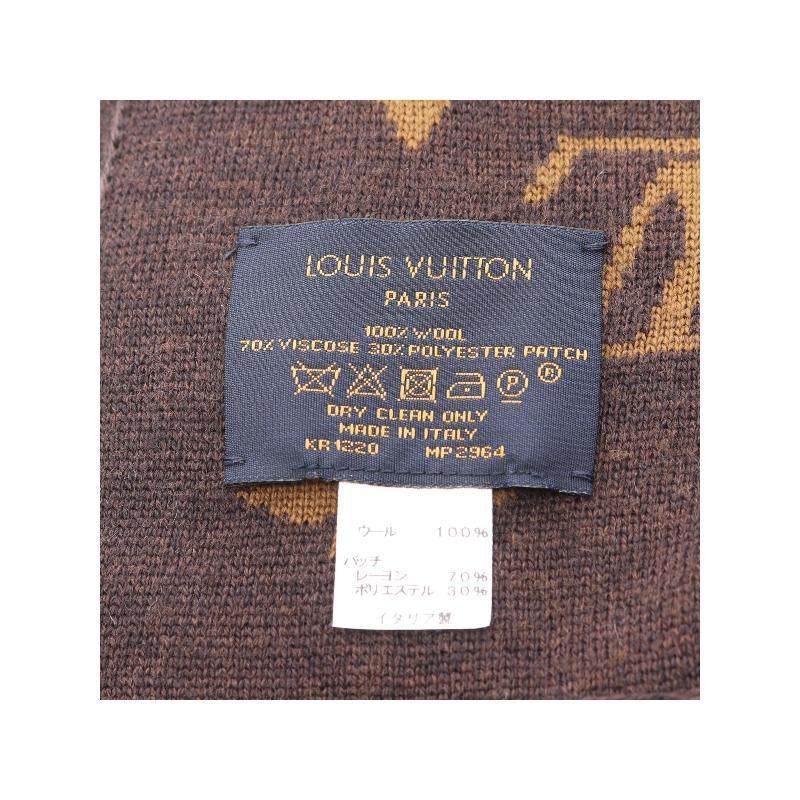 LOUIS VUITTON
PARIS
100% WOOL
70% VISCOSE 30% POLYESTER PATCH
P ®
DRY CLEAN ONLY
MADE IN ITALY
KR1220 MP2964
ウール 100%
パッチ
レーヨン 70%
ポリエステル 30%
イタリア製